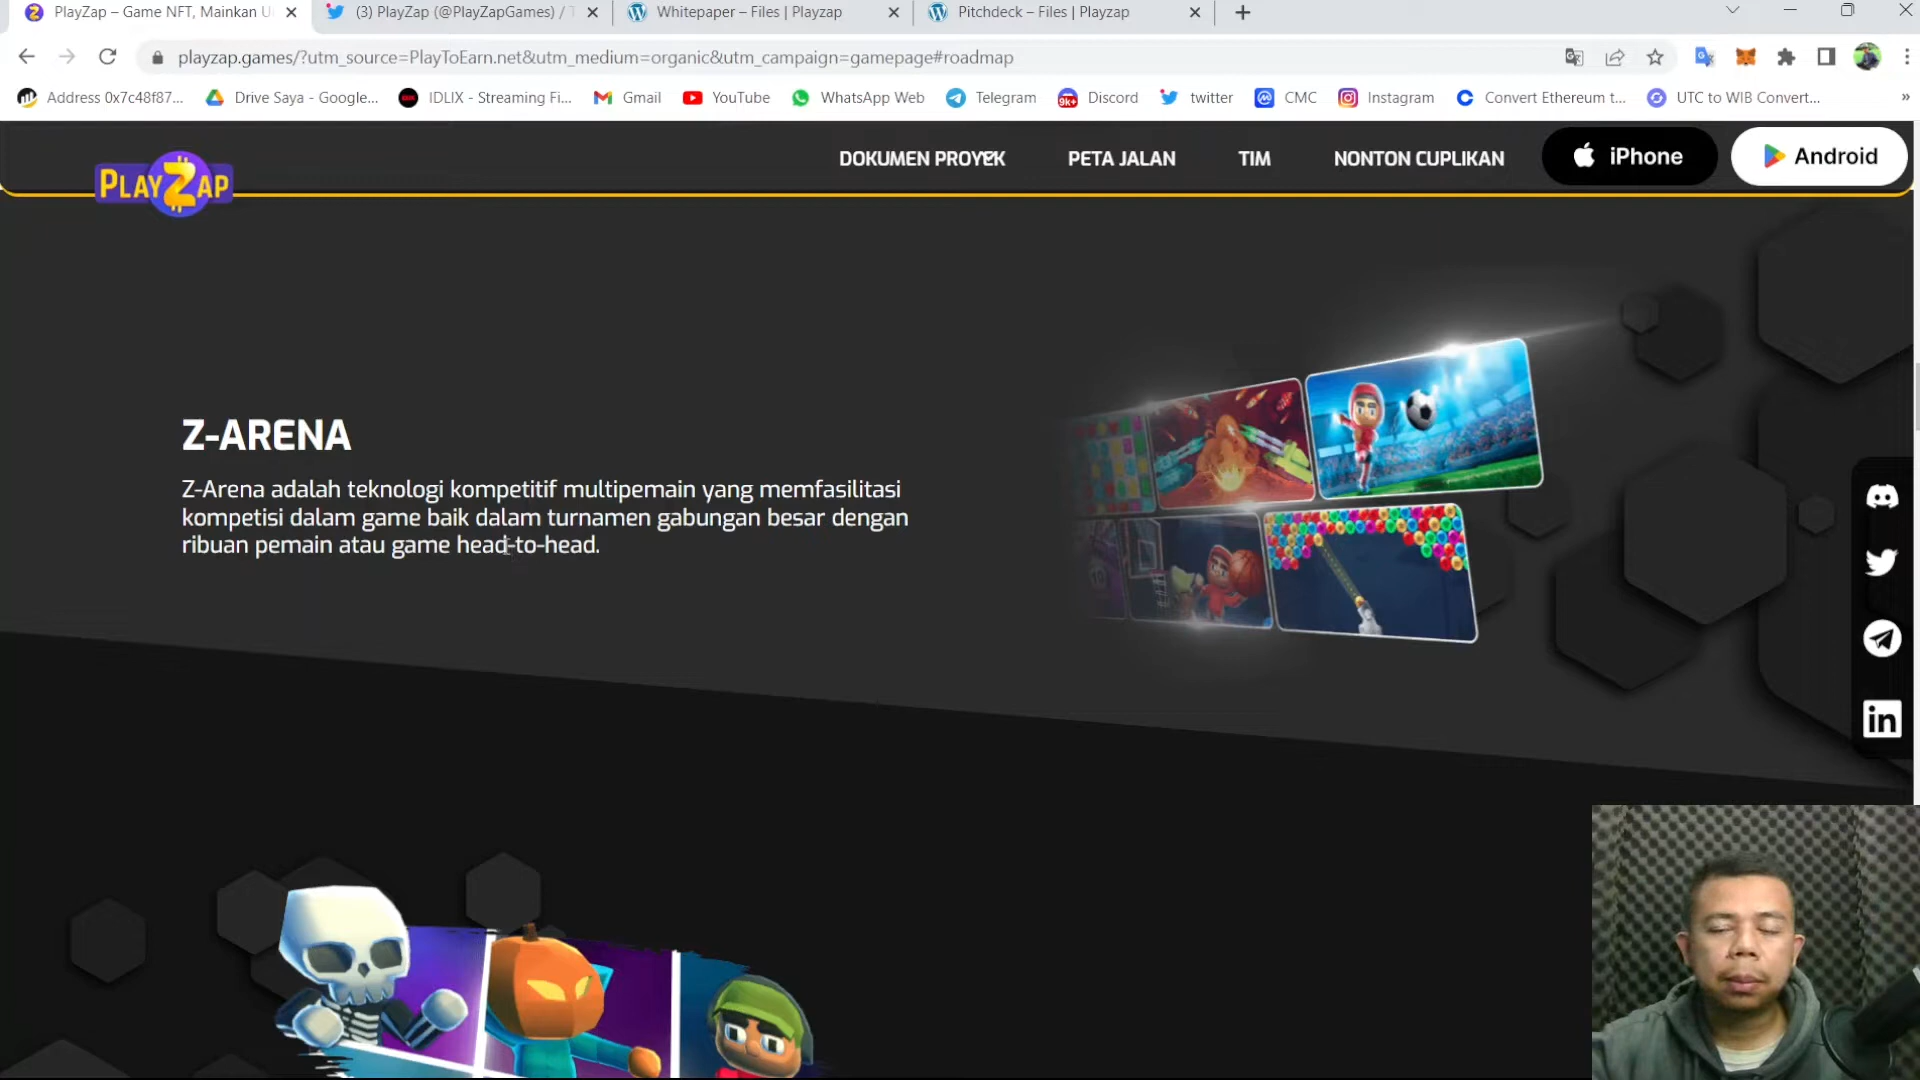 PlayZap – Game NFT, Mainkan U
(3) PlayZap (@PlayZapGames) / T
Whitepaper – Files | Playzap
Pitchdeck – Files | Playzap
playzap.games/?utm_source=PlayToEarn.net&utm_medium=organic&utm_campaign=gamepage#roadmap
Address 0x7c48f87...
Drive Saya - Google...
IDLIX - Streaming Fi...
Gmail
YouTube
WhatsApp Web
Telegram
9K+
Discord
twitter
CMC
Instagram
Convert Ethereum t...
UTC to WIB Convert...
»
PLAYZAP
DOKUMEN PROYEK
PETA JALAN
TIM
NONTON CUPLIKAN
iPhone
Android
Z-ARENA
Z-Arena adalah teknologi kompetitif multipemain yang memfasilitasi
kompetisi dalam game baik dalam turnamen gabungan besar dengan
ribuan pemain atau game head-to-head.
in